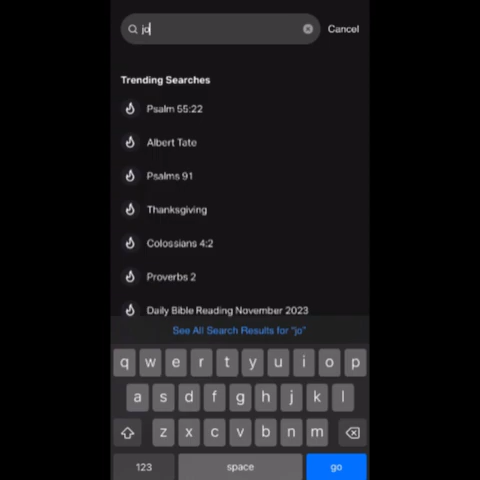 jo Cancel
Trending Searches
Psalm 55:22
Albert Tate
Psalms 91
Thanksgiving
Colossians 4:2
Proverbs 2
Daily Bible Reading November 2023
See All Search Results for "jo"
q w e r t y u i o p
a s d f g h j k l
z x c v b n m
123 space go